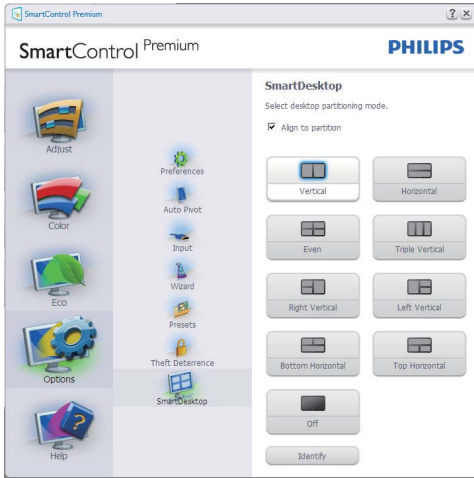 SmartControl Premium
SmartControl Premium
PHILIPS
Adjust
Color
Eco
Options
Help
Preferences
Auto Pivot
Input
Wizard
Presets
Theft Deterrence
SmartDesktop
SmartDesktop
Select desktop partitioning mode.
Align to partition
Vertical
Horizontal
Even
Triple Vertical
Right Vertical
Left Vertical
Bottom Horizontal
Top Horizontal
Off
Identify